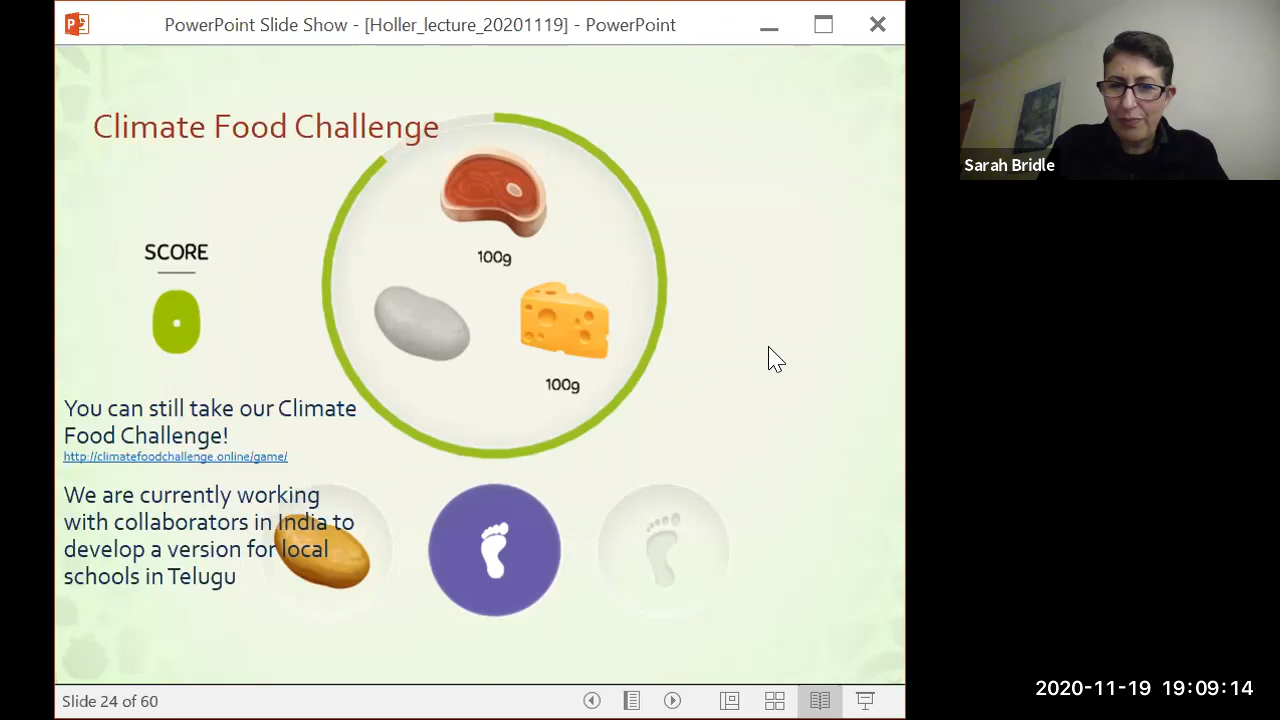 PowerPoint Slide Show - [Holler_lecture_20201119] - PowerPoint
Climate Food Challenge
SCORE
0
100g
100g
You can still take our Climate
Food Challenge!
http://climatefoodchallenge.online/game/
We are currently working
with collaborators in India to
develop a version for local
schools in Telugu
Slide 24 of 60
Sarah Bridle
2020-11-19 19:09:14